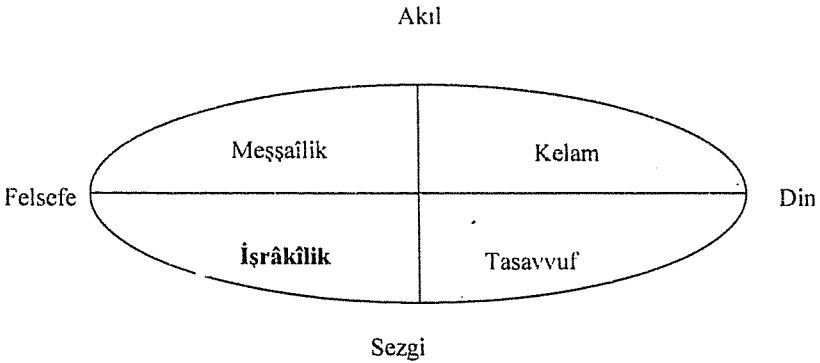 Akıl
Meşşaîlik Kelam
Felsefe Din
İşrâkîlik Tasavvuf
Sezgi